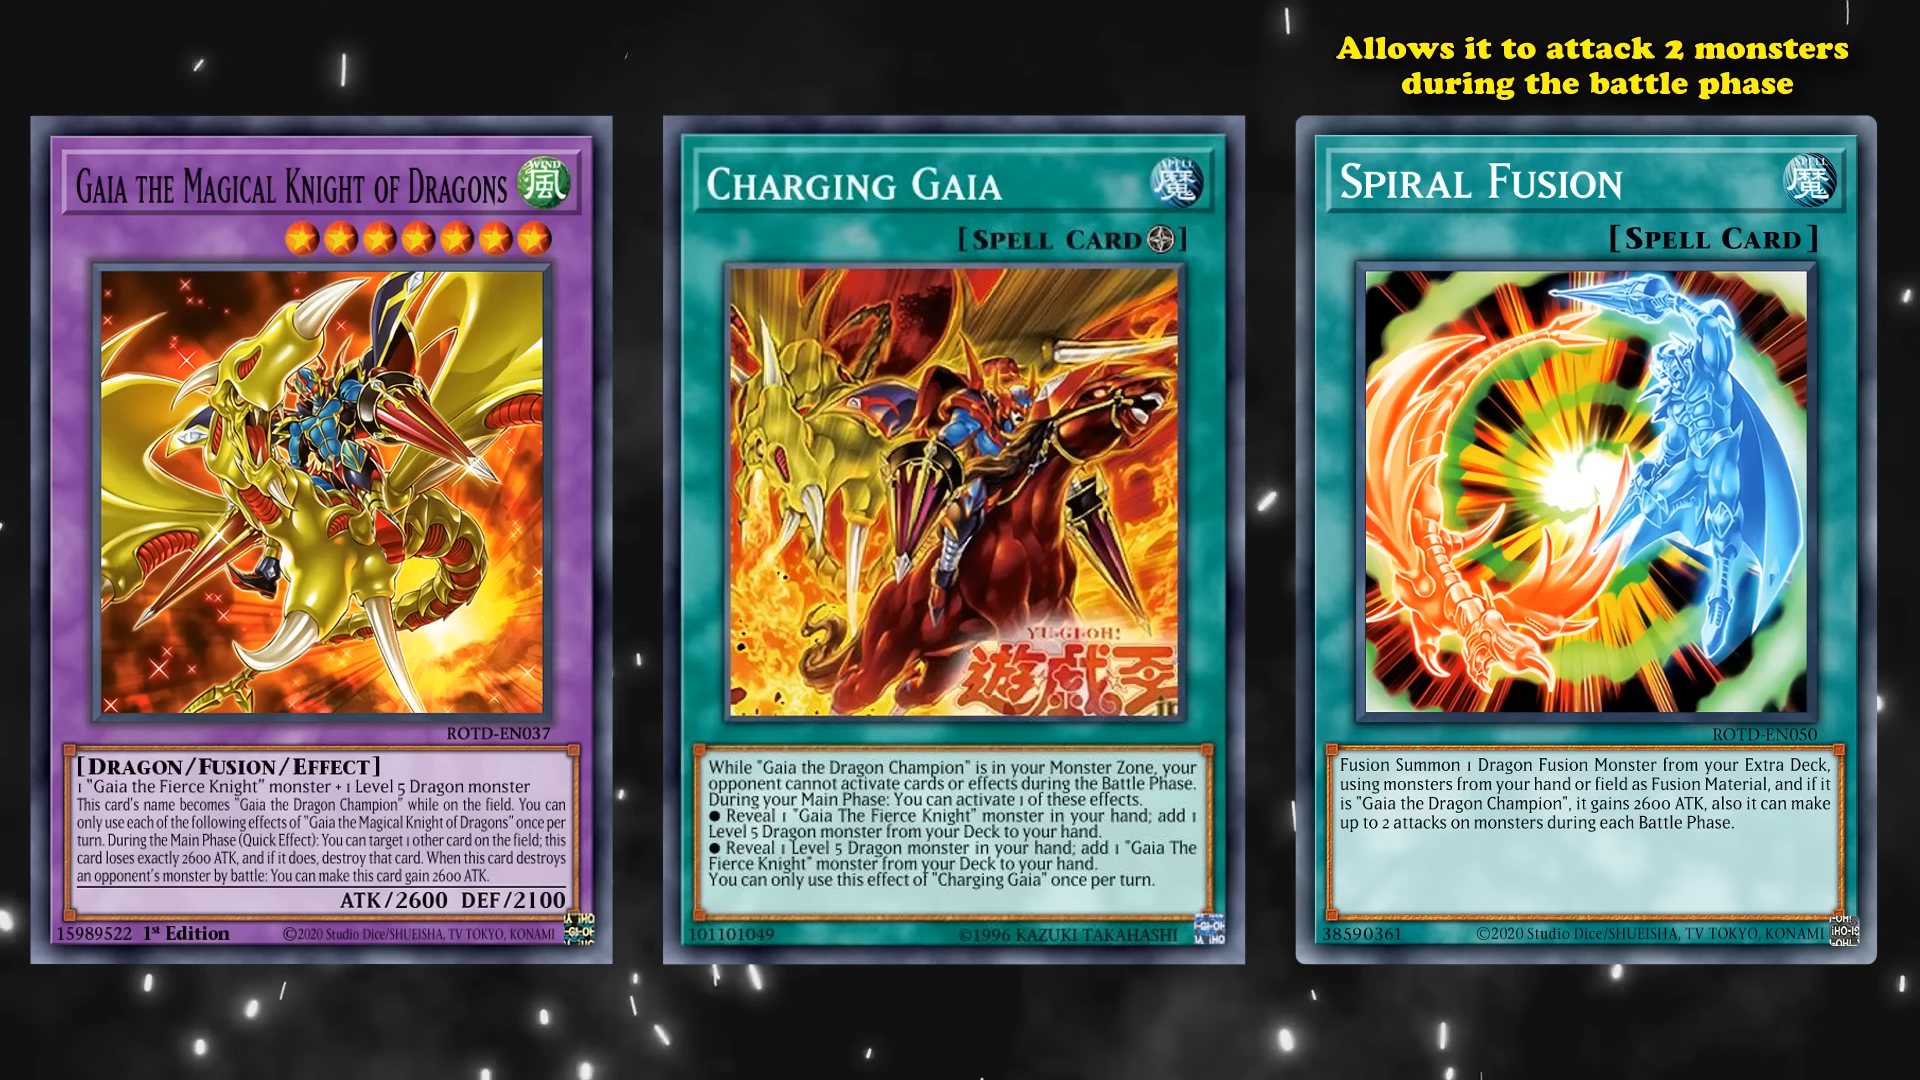 Allows it to attack 2 monsters
during the battle phase
Gaia the Magical Knight of Dragons
WIND
風
ROTD-EN037
[Dragon/Fusion/Effect]
1 "Gaia the Fierce Knight" monster + 1 Level 5 Dragon monster
This card's name becomes "Gaia the Dragon Champion" while on the field. You can
only use each of the following effects of "Gaia the Magical Knight of Dragons" once per
turn. During the Main Phase (Quick Effect): You can target 1 other card on the field; this
card loses exactly 2600 ATK, and if it does, destroy that card. When this card destroys
an opponent's monster by battle: You can make this card gain 2600 ATK.
ATK/2600 DEF/2100
15989522 1st Edition ©2020 Studio Dice/SHUEISHA, TV TOKYO, KONAMI
Charging Gaia
SPELL
魔
[Spell Card]
YU-GI-OH!
While "Gaia the Dragon Champion" is in your Monster Zone, your
opponent cannot activate cards or effects during the Battle Phase.
During your Main Phase: You can activate 1 of these effects.
● Reveal 1 "Gaia The Fierce Knight" monster in your hand; add 1
Level 5 Dragon monster from your Deck to your hand.
● Reveal 1 Level 5 Dragon monster in your hand; add 1 "Gaia The
Fierce Knight" monster from your Deck to your hand.
You can only use this effect of "Charging Gaia" once per turn.
101101049 ©1996 KAZUKI TAKAHASHI
Spiral Fusion
SPELL
魔
[Spell Card]
ROTD-EN050
Fusion Summon 1 Dragon Fusion Monster from your Extra Deck,
using monsters from your hand or field as Fusion Material, and if it
is "Gaia the Dragon Champion", it gains 2600 ATK, also it can make
up to 2 attacks on monsters during each Battle Phase.
38590361 ©2020 Studio Dice/SHUEISHA, TV TOKYO, KONAMI